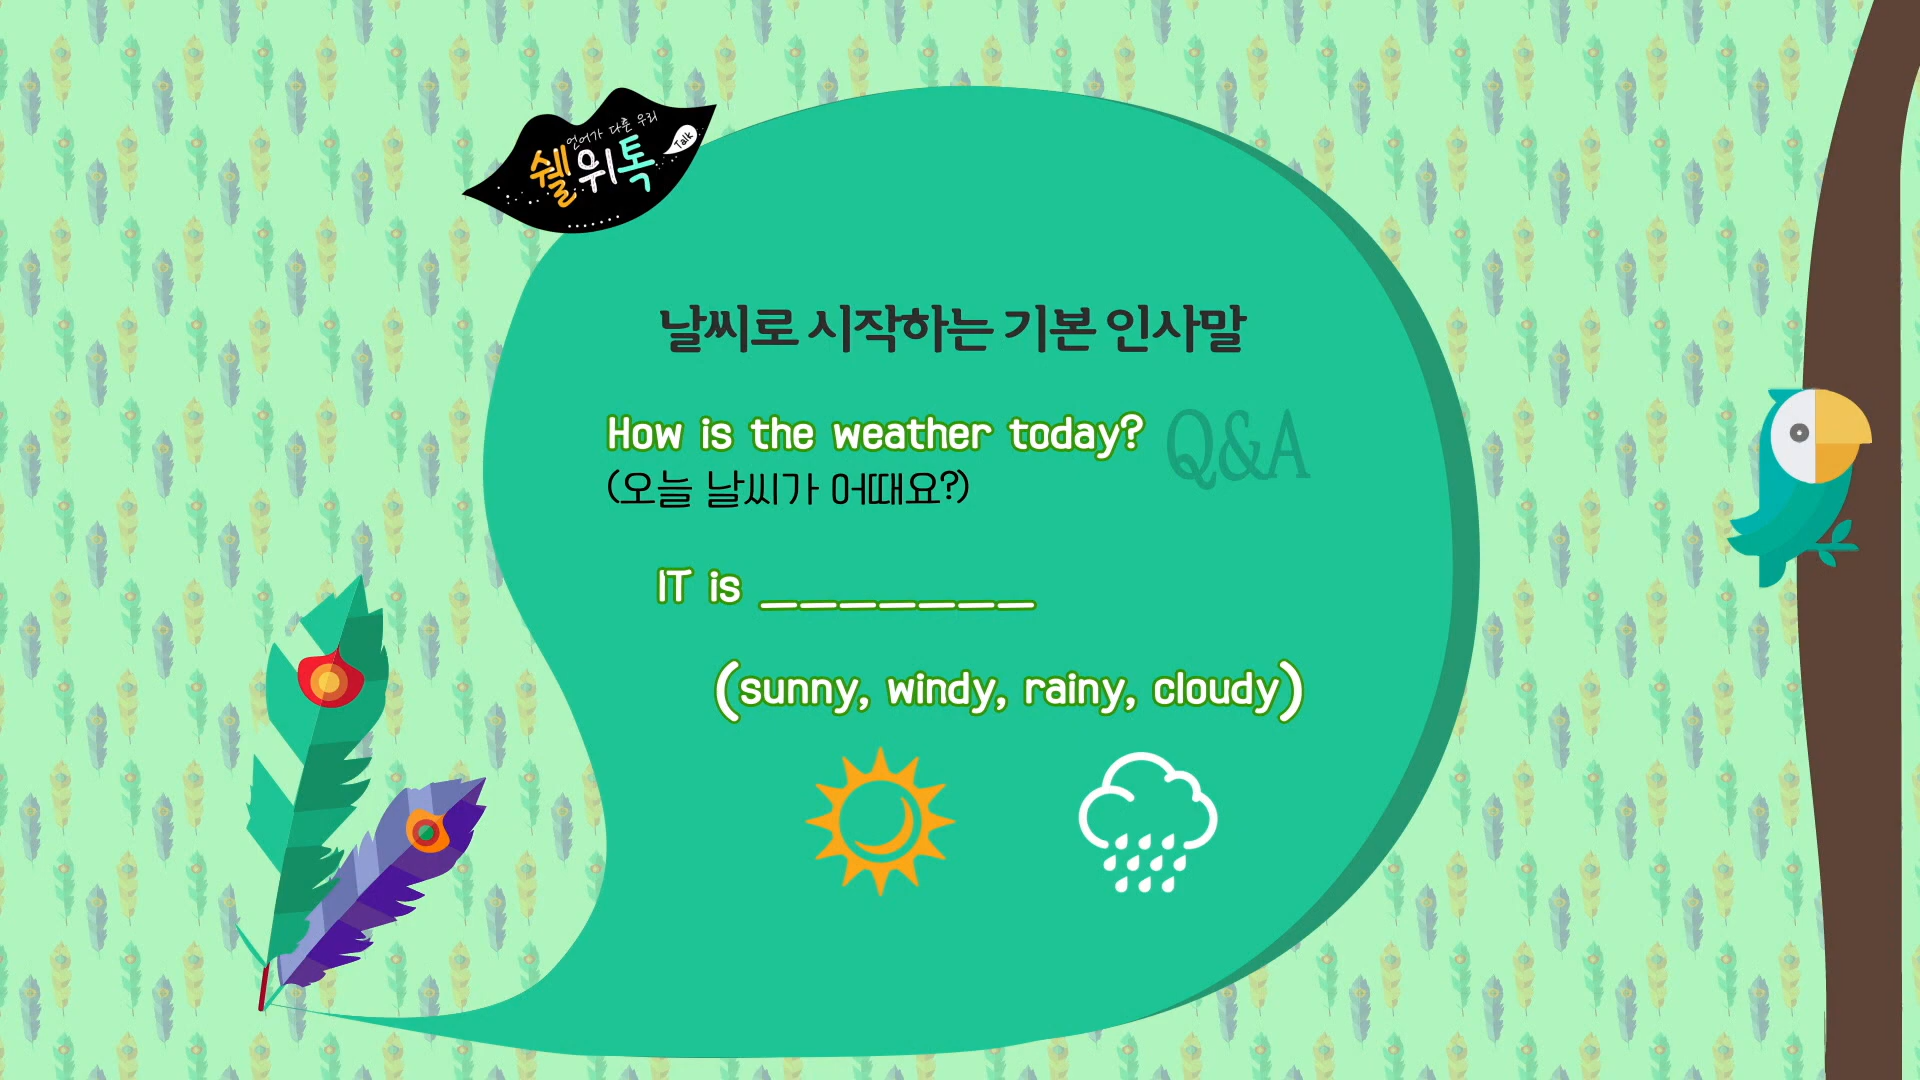 언어가 다른 우리
쉘위톡
Talk
날씨로 시작하는 기본 인사말
How is the weather today?
Q&A
(오늘 날씨가 어때요?)
IT is _______
(sunny, windy, rainy, cloudy)